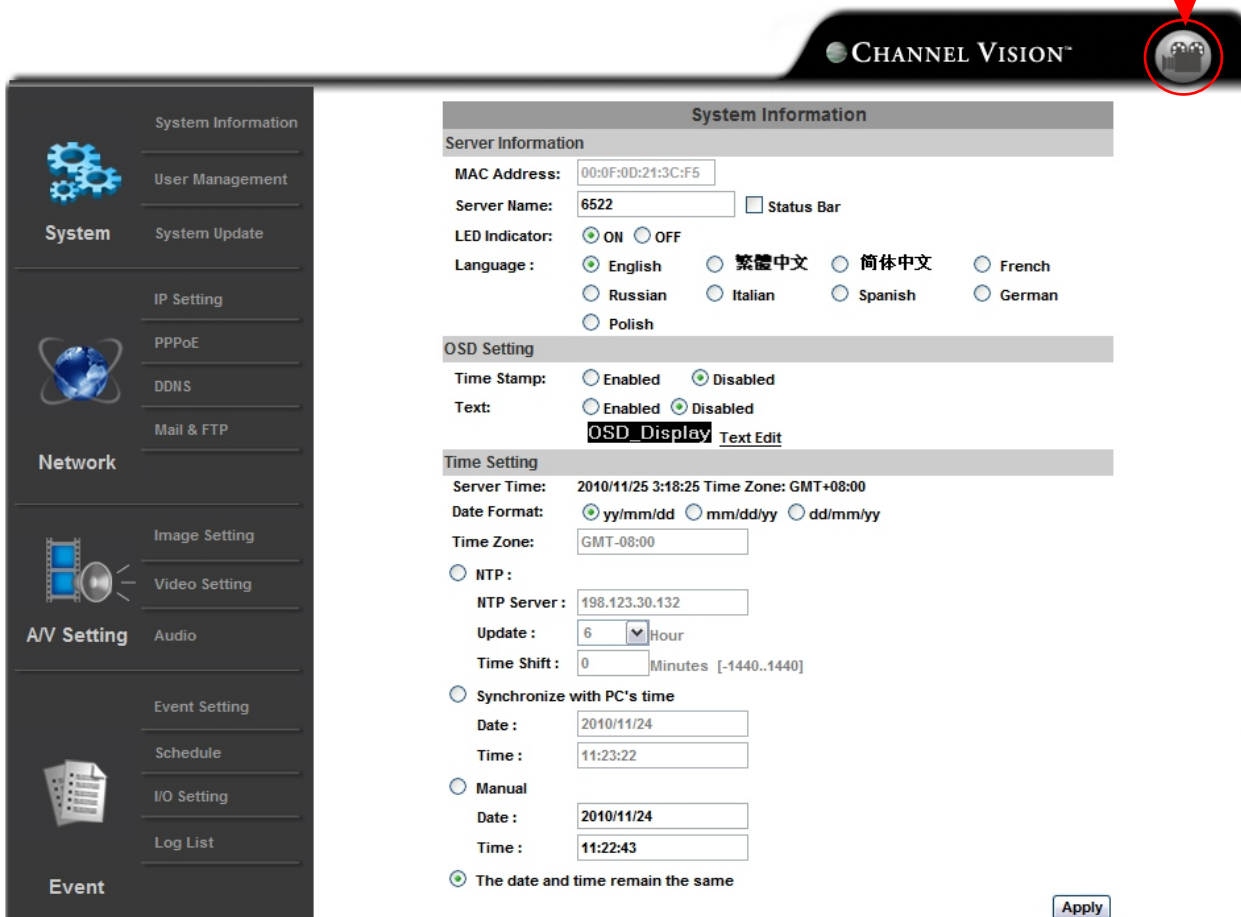 CHANNEL VISION™
System
System Information
User Management
System Update
Network
IP Setting
PPPoE
DDNS
Mail & FTP
A/V Setting
Image Setting
Video Setting
Audio
Event
Event Setting
Schedule
I/O Setting
Log List
System Information
Server Information
MAC Address: 00:0F:0D:21:3C:F5
Server Name: 6522 Status Bar
LED Indicator: ON OFF
Language : English 繁體中文 简体中文 French
Russian Italian Spanish German
Polish
OSD Setting
Time Stamp: Enabled Disabled
Text: Enabled Disabled
OSD_Display Text Edit
Time Setting
Server Time: 2010/11/25 3:18:25 Time Zone: GMT+08:00
Date Format: yy/mm/dd mm/dd/yy dd/mm/yy
Time Zone: GMT-08:00
NTP :
NTP Server : 198.123.30.132
Update : 6 Hour
Time Shift : 0 Minutes [-1440..1440]
Synchronize with PC's time
Date : 2010/11/24
Time : 11:23:22
Manual
Date : 2010/11/24
Time : 11:22:43
The date and time remain the same
Apply